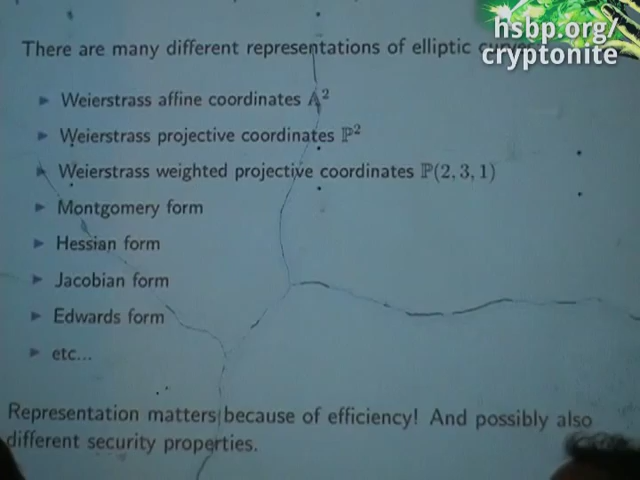 hsbp.org/
cryptonite
There are many different representations of elliptic
Weierstrass affine coordinates 𝔸²
Weierstrass projective coordinates ℙ²
Weierstrass weighted projective coordinates ℙ(2, 3, 1)
Montgomery form
Hessian form
Jacobian form
Edwards form
etc...
Representation matters because of efficiency! And possibly also
different security properties.